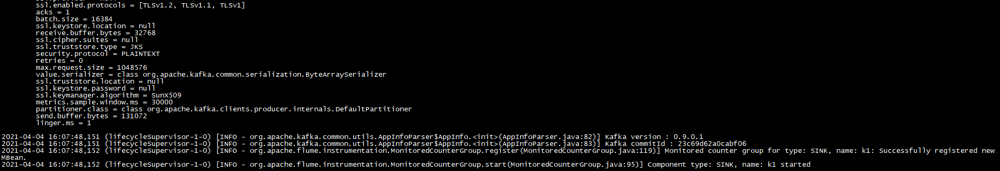 ssl.enabled.protocols = [TLSv1.2, TLSv1.1, TLSv1]
acks = 1
batch.size = 16384
ssl.keystore.location = null
receive.buffer.bytes = 32768
ssl.cipher.suites = null
ssl.truststore.type = JKS
security.protocol = PLAINTEXT
retries = 0
max.request.size = 1048576
value.serializer = class org.apache.kafka.common.serialization.ByteArraySerializer
ssl.truststore.location = null
ssl.keystore.password = null
ssl.keymanager.algorithm = SunX509
metrics.sample.window.ms = 30000
partitioner.class = class org.apache.kafka.clients.producer.internals.DefaultPartitioner
send.buffer.bytes = 131072
linger.ms = 1
2021-04-04 16:07:48,151 (lifecycleSupervisor-1-0) [INFO - org.apache.kafka.common.utils.AppInfoParser$AppInfo.<init>(AppInfoParser.java:82)] Kafka version : 0.9.0.1
2021-04-04 16:07:48,151 (lifecycleSupervisor-1-0) [INFO - org.apache.kafka.common.utils.AppInfoParser$AppInfo.<init>(AppInfoParser.java:83)] Kafka commitId : 23c69d62a0cabf06
2021-04-04 16:07:48,152 (lifecycleSupervisor-1-0) [INFO - org.apache.flume.instrumentation.MonitoredCounterGroup.register(MonitoredCounterGroup.java:119)] Monitored counter group for type: SINK, name: k1: Successfully registered new
MBean.
2021-04-04 16:07:48,152 (lifecycleSupervisor-1-0) [INFO - org.apache.flume.instrumentation.MonitoredCounterGroup.start(MonitoredCounterGroup.java:95)] Component type: SINK, name: k1 started